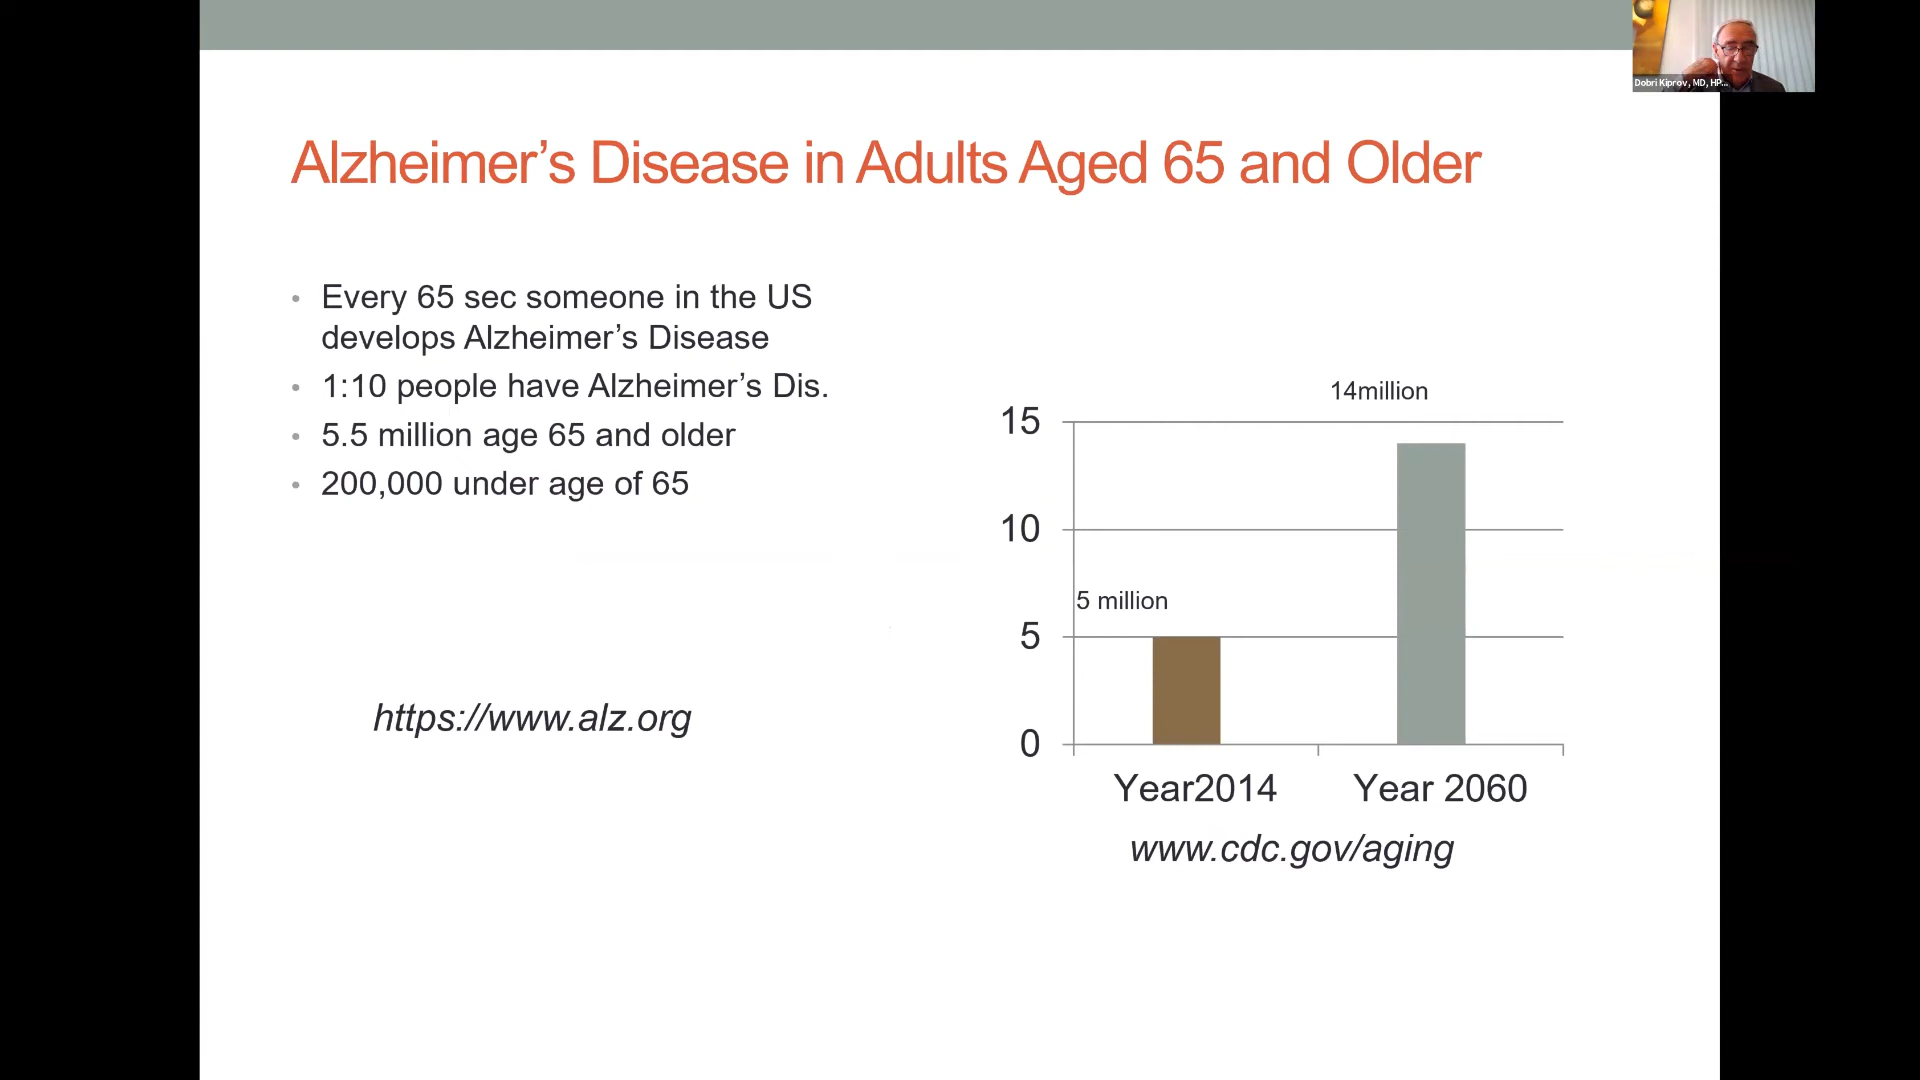 Dobri Kiprov, MD, HP...
Alzheimer’s Disease in Adults Aged 65 and Older
• Every 65 sec someone in the US
develops Alzheimer’s Disease
• 1:10 people have Alzheimer’s Dis.
• 5.5 million age 65 and older
• 200,000 under age of 65
https://www.alz.org
14million
15
10
5 million
5
0
Year2014 Year 2060
www.cdc.gov/aging